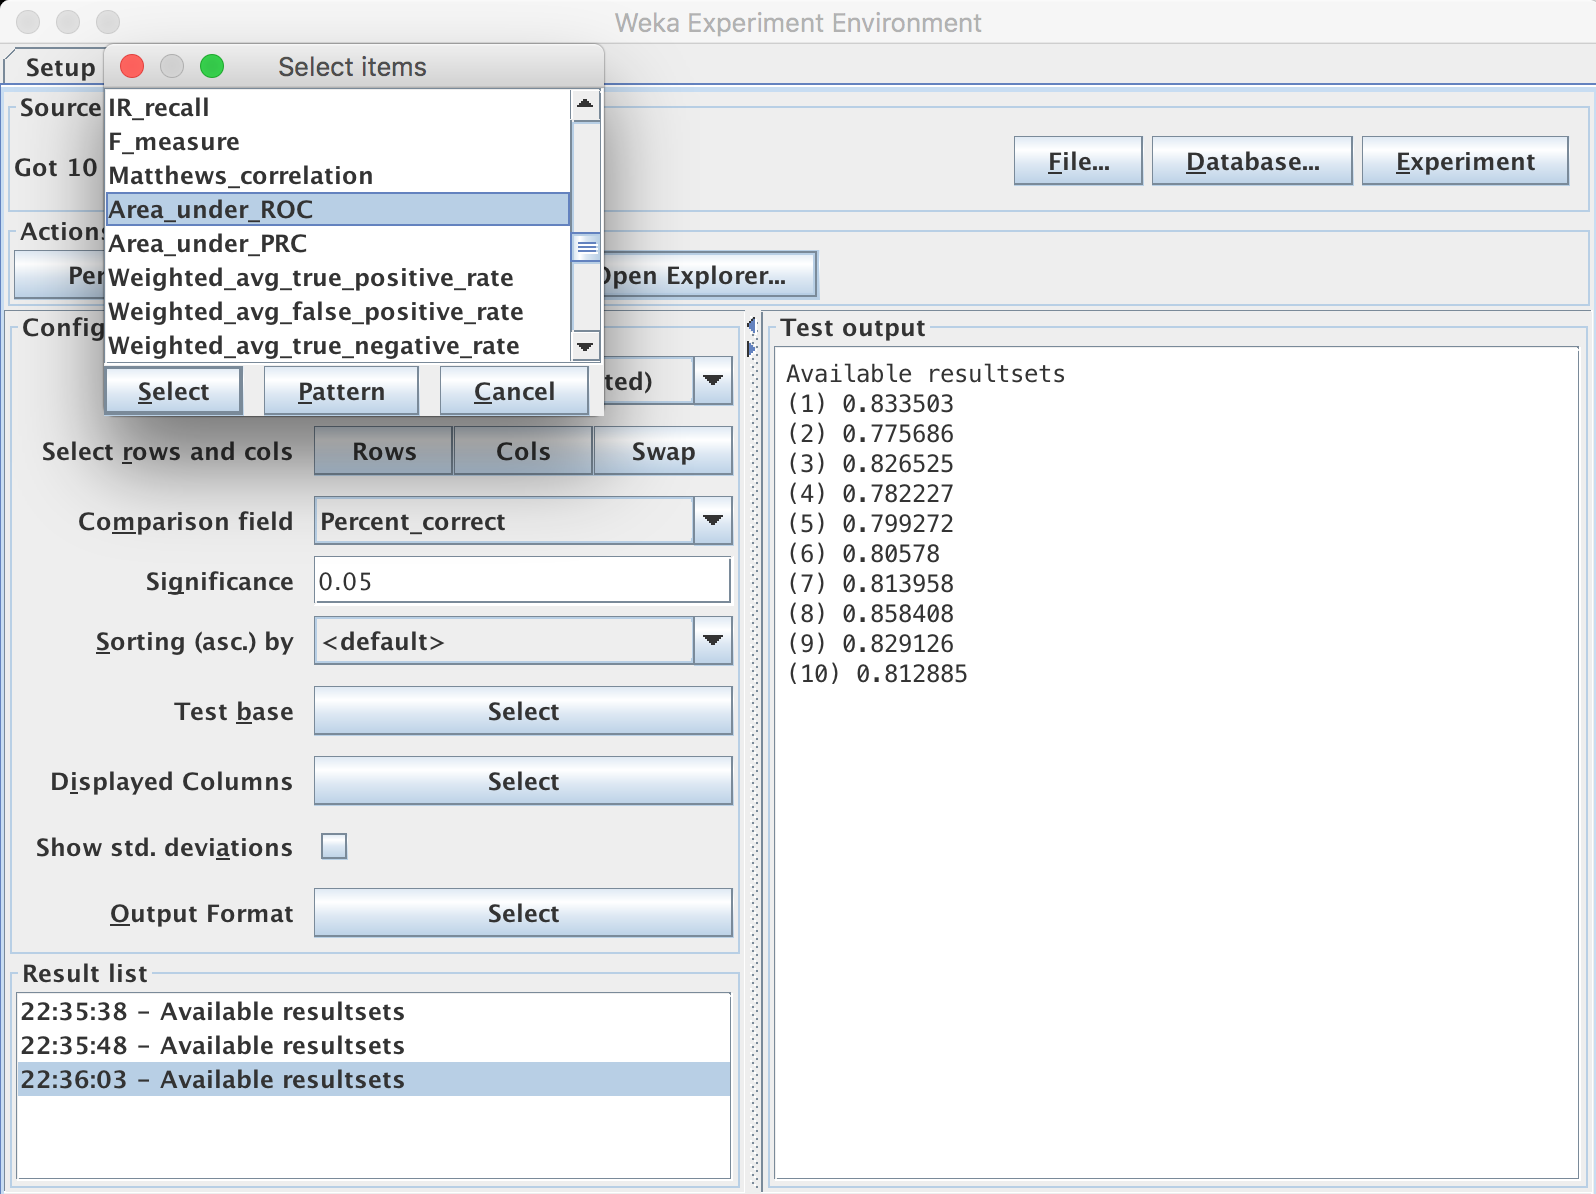 Weka Experiment Environment
Setup
Select items
Source
Got 10
File...
Database...
Experiment
IR_recall
F_measure
Matthews_correlation
Area_under_ROC
Area_under_PRC
Weighted_avg_true_positive_rate
Weighted_avg_false_positive_rate
Weighted_avg_true_negative_rate
Select
Pattern
Cancel
Actions
Per
Open Explorer...
Config
ted)
Select rows and cols
Rows
Cols
Swap
Comparison field
Percent_correct
Significance
0.05
Sorting (asc.) by
<default>
Test base
Select
Displayed Columns
Select
Show std. deviations
Output Format
Select
Result list
22:35:38 – Available resultsets
22:35:48 – Available resultsets
22:36:03 – Available resultsets
Test output
Available resultsets
(1) 0.833503
(2) 0.775686
(3) 0.826525
(4) 0.782227
(5) 0.799272
(6) 0.80578
(7) 0.813958
(8) 0.858408
(9) 0.829126
(10) 0.812885